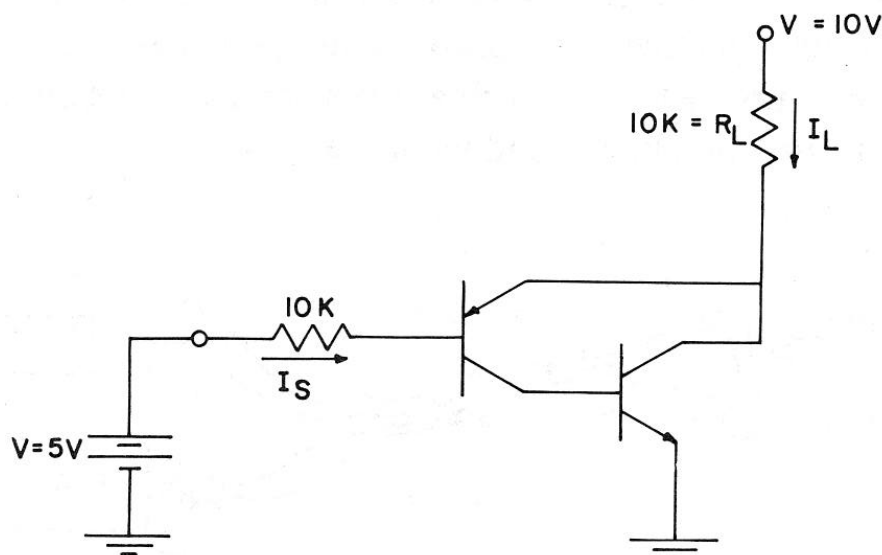 V = 10V
10K = R_L
I_L
10K
I_S
V=5V